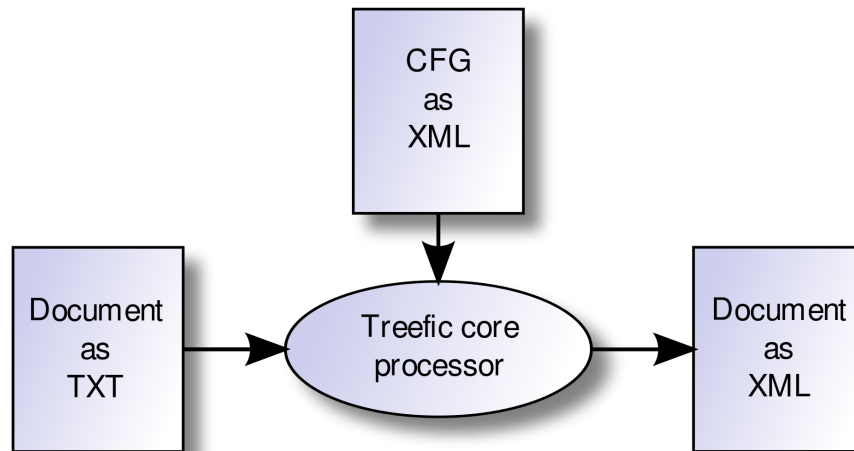 CFG
as
XML
Document
as
TXT
Treefic core
processor
Document
as
XML